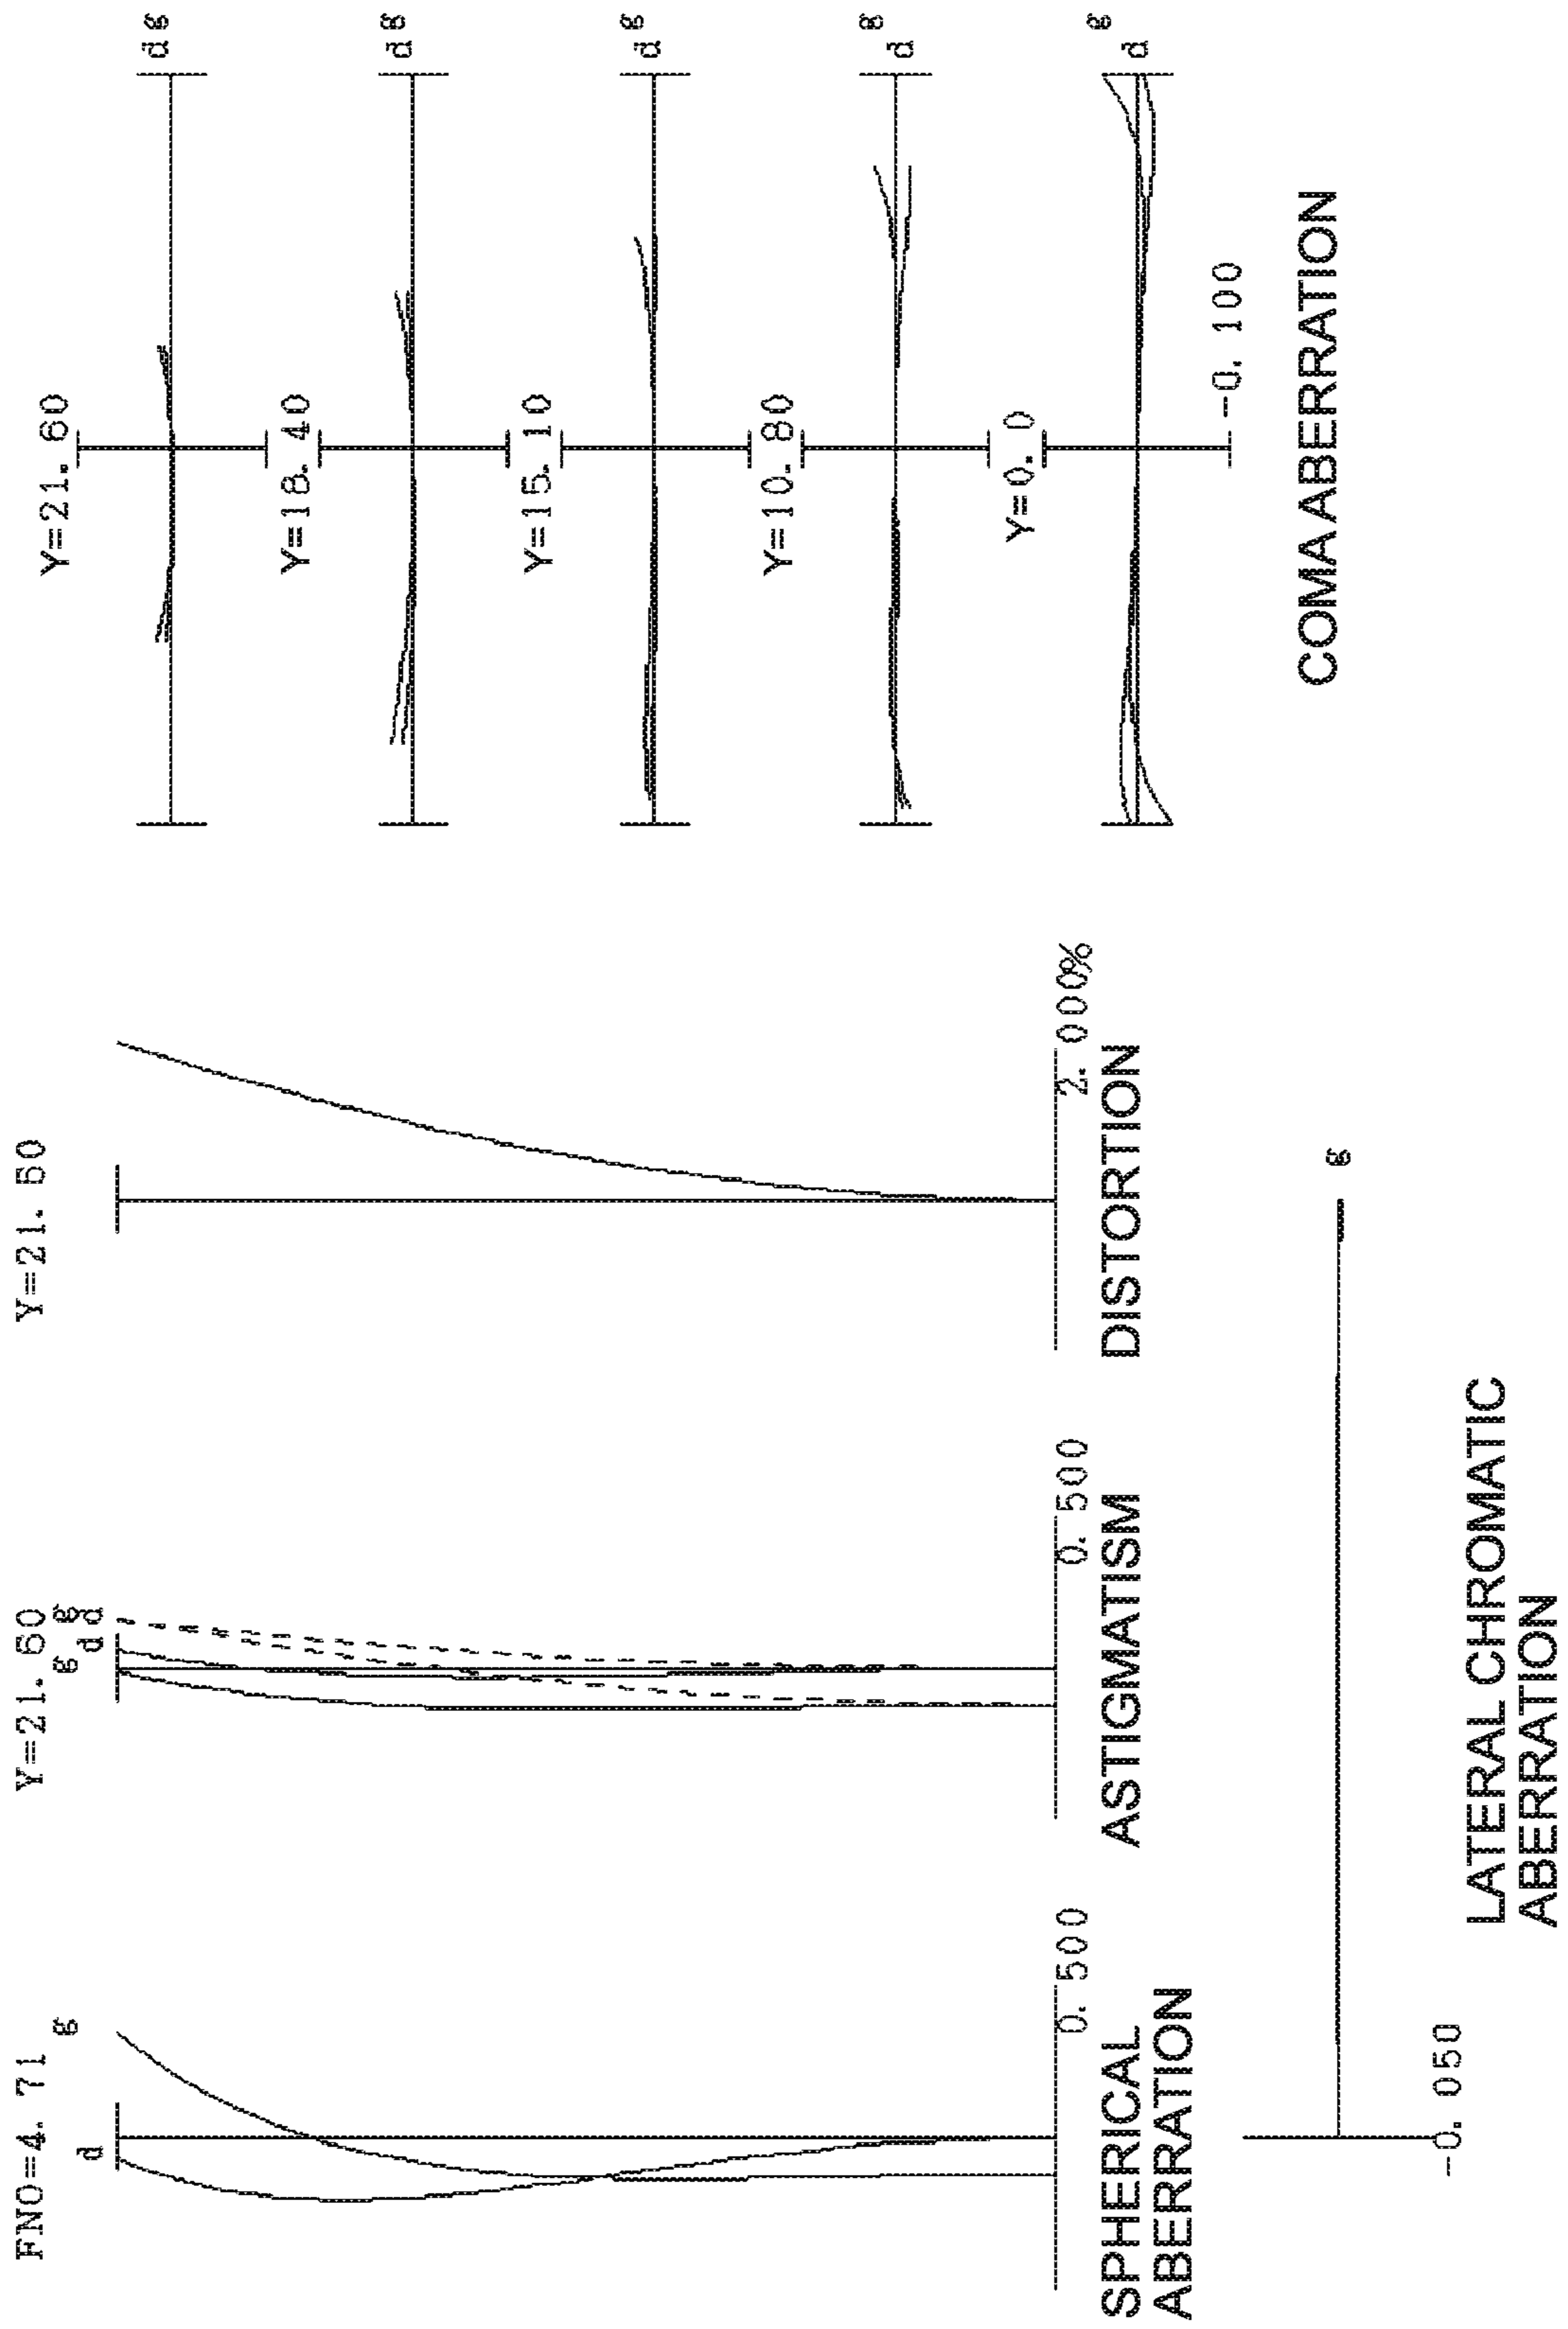 FNO=4. 71
d
g
0. 500
SPHERICAL
ABERRATION
Y=21. 60
g
d
g
d
0. 500
ASTIGMATISM
Y=21. 60
2. 000%
DISTORTION
-0. 050
g
LATERAL CHROMATIC
ABERRATION
Y=21. 60
d
g
Y=18. 40
d
g
Y=15. 10
d
g
Y=10. 80
d
g
Y=0. 0
d
g
-0. 100
COMA ABERRATION